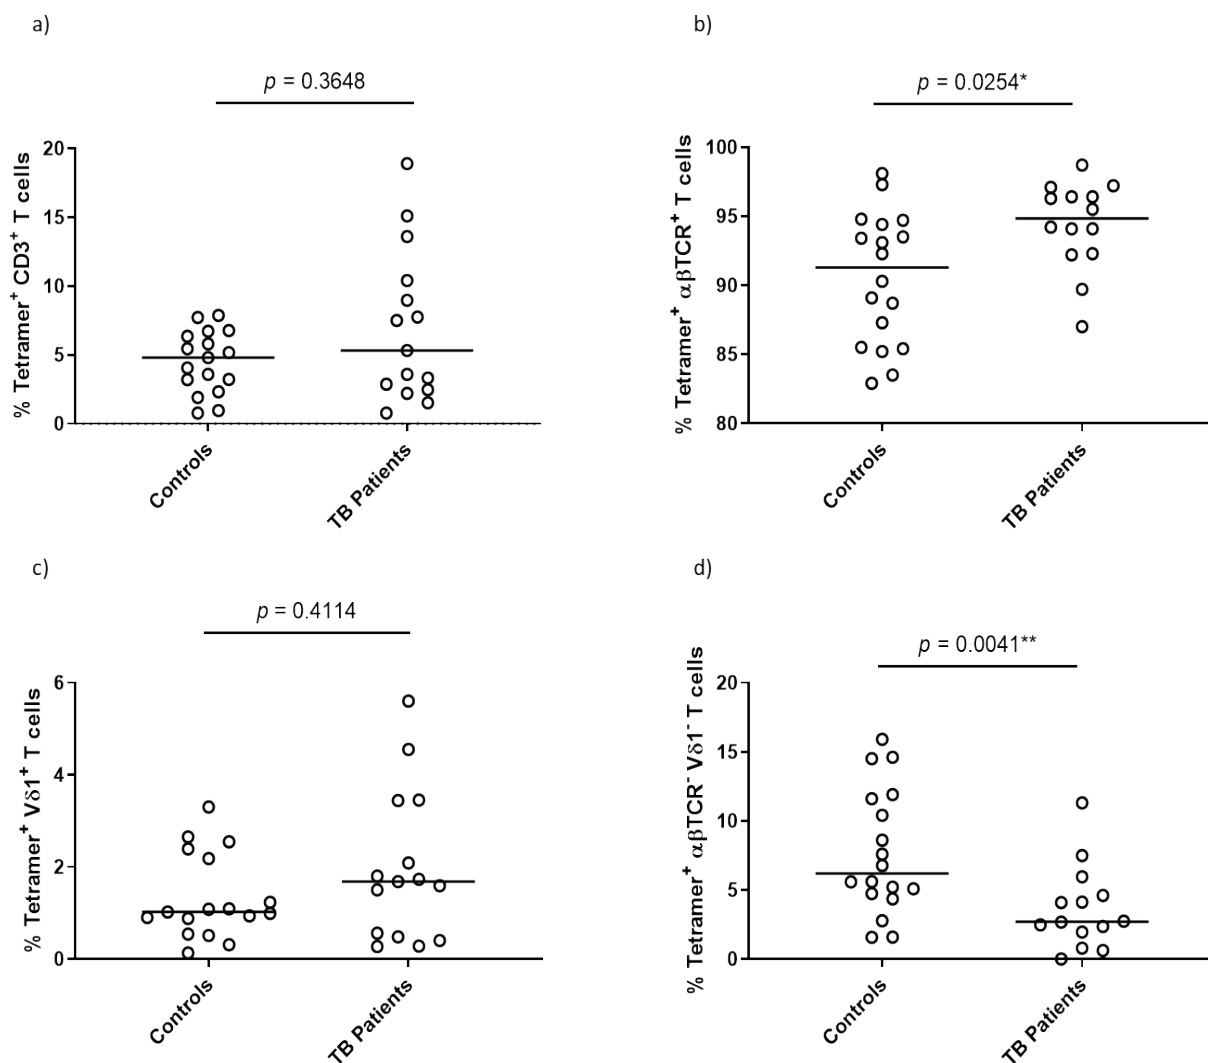 a)
p = 0.3648
% Tetramer⁺ CD3⁺ T cells
20
15
10
5
0
Controls
TB Patients
b)
p = 0.0254*
% Tetramer⁺ αβTCR⁺ T cells
100
95
90
85
80
Controls
TB Patients
c)
p = 0.4114
% Tetramer⁺ Vδ1⁺ T cells
6
4
2
0
Controls
TB Patients
d)
p = 0.0041**
% Tetramer⁺ αβTCR⁻ Vδ1⁻ T cells
20
15
10
5
0
Controls
TB Patients